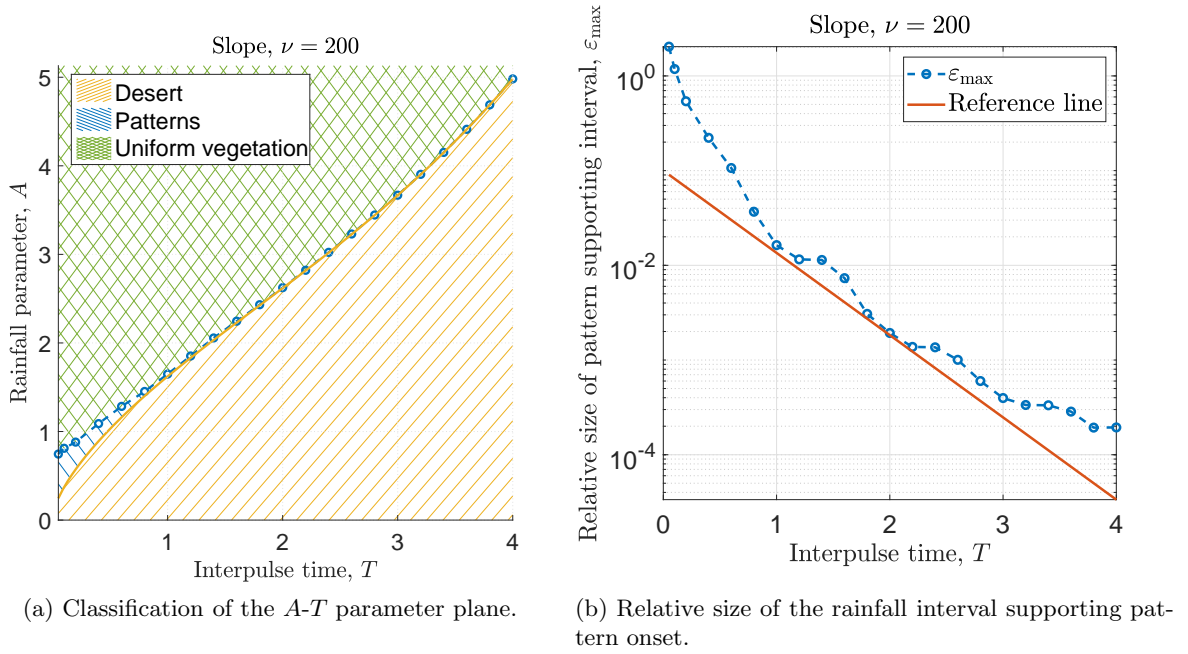 Slope, ν = 200
Desert
Patterns
Uniform vegetation
Rainfall parameter, A
5
4
3
2
1
0
1 2 3 4
Interpulse time, T
(a) Classification of the A-T parameter plane.
Slope, ν = 200
ε_max
Reference line
Relative size of pattern supporting interval, ε_max
10^0
10^-2
10^-4
0 1 2 3 4
Interpulse time, T
(b) Relative size of the rainfall interval supporting pat-
tern onset.